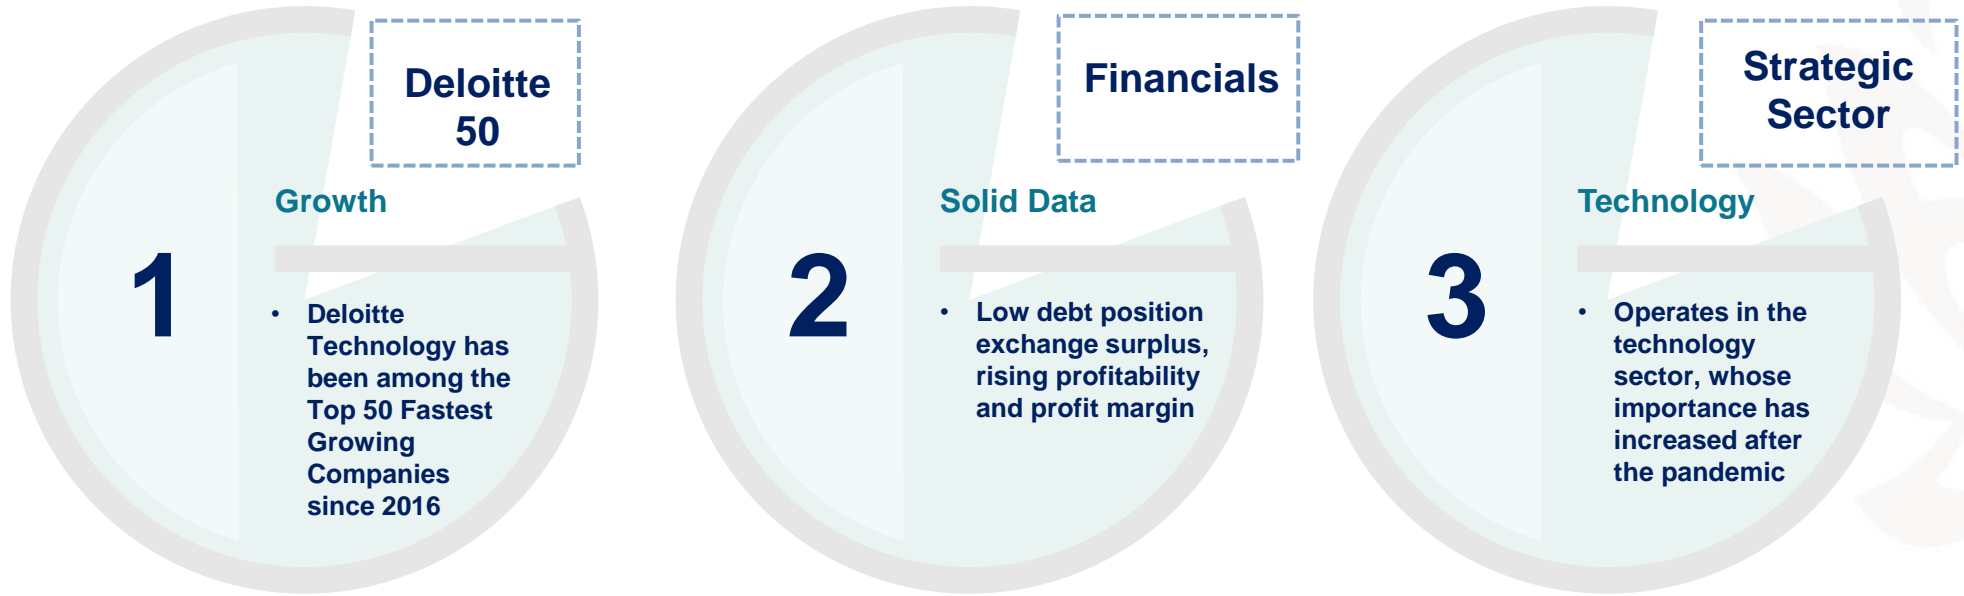 Deloitte
50
Growth
1
• Deloitte
Technology has
been among the
Top 50 Fastest
Growing
Companies
since 2016
Financials
Solid Data
2
• Low debt position
exchange surplus,
rising profitability
and profit margin
Strategic
Sector
Technology
3
• Operates in the
technology
sector, whose
importance has
increased after
the pandemic